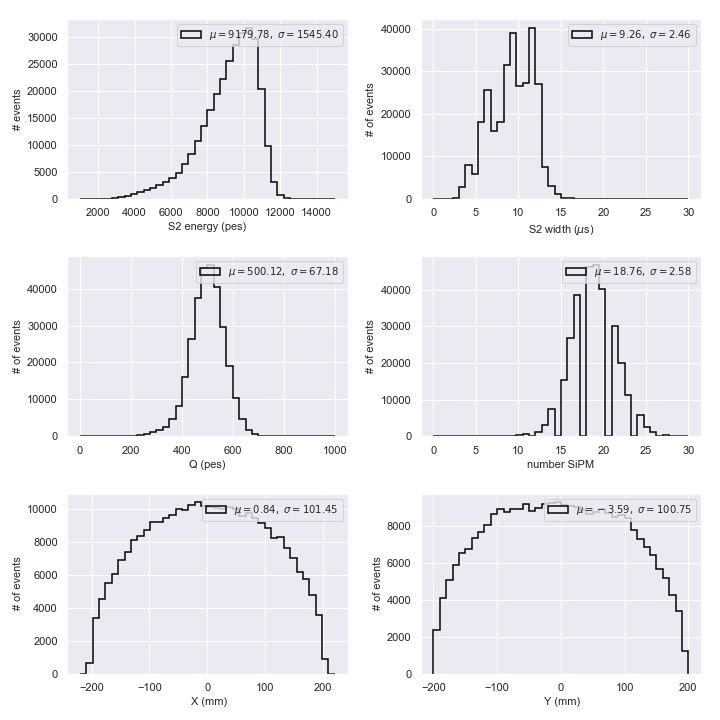 μ = 9179.78, σ = 1545.40
# events
30000
25000
20000
15000
10000
5000
0
2000 4000 6000 8000 10000 12000 14000
S2 energy (pes)
μ = 9.26, σ = 2.46
# of events
40000
30000
20000
10000
0
0 5 10 15 20 25 30
S2 width (μs)
μ = 500.12, σ = 67.18
# of events
40000
30000
20000
10000
0
0 200 400 600 800 1000
Q (pes)
μ = 18.76, σ = 2.58
# of events
40000
30000
20000
10000
0
0 5 10 15 20 25 30
number SiPM
μ = 0.84, σ = 101.45
# of events
10000
8000
6000
4000
2000
0
−200 −100 0 100 200
X (mm)
μ = −3.59, σ = 100.75
# of events
8000
6000
4000
2000
0
−200 −100 0 100 200
Y (mm)